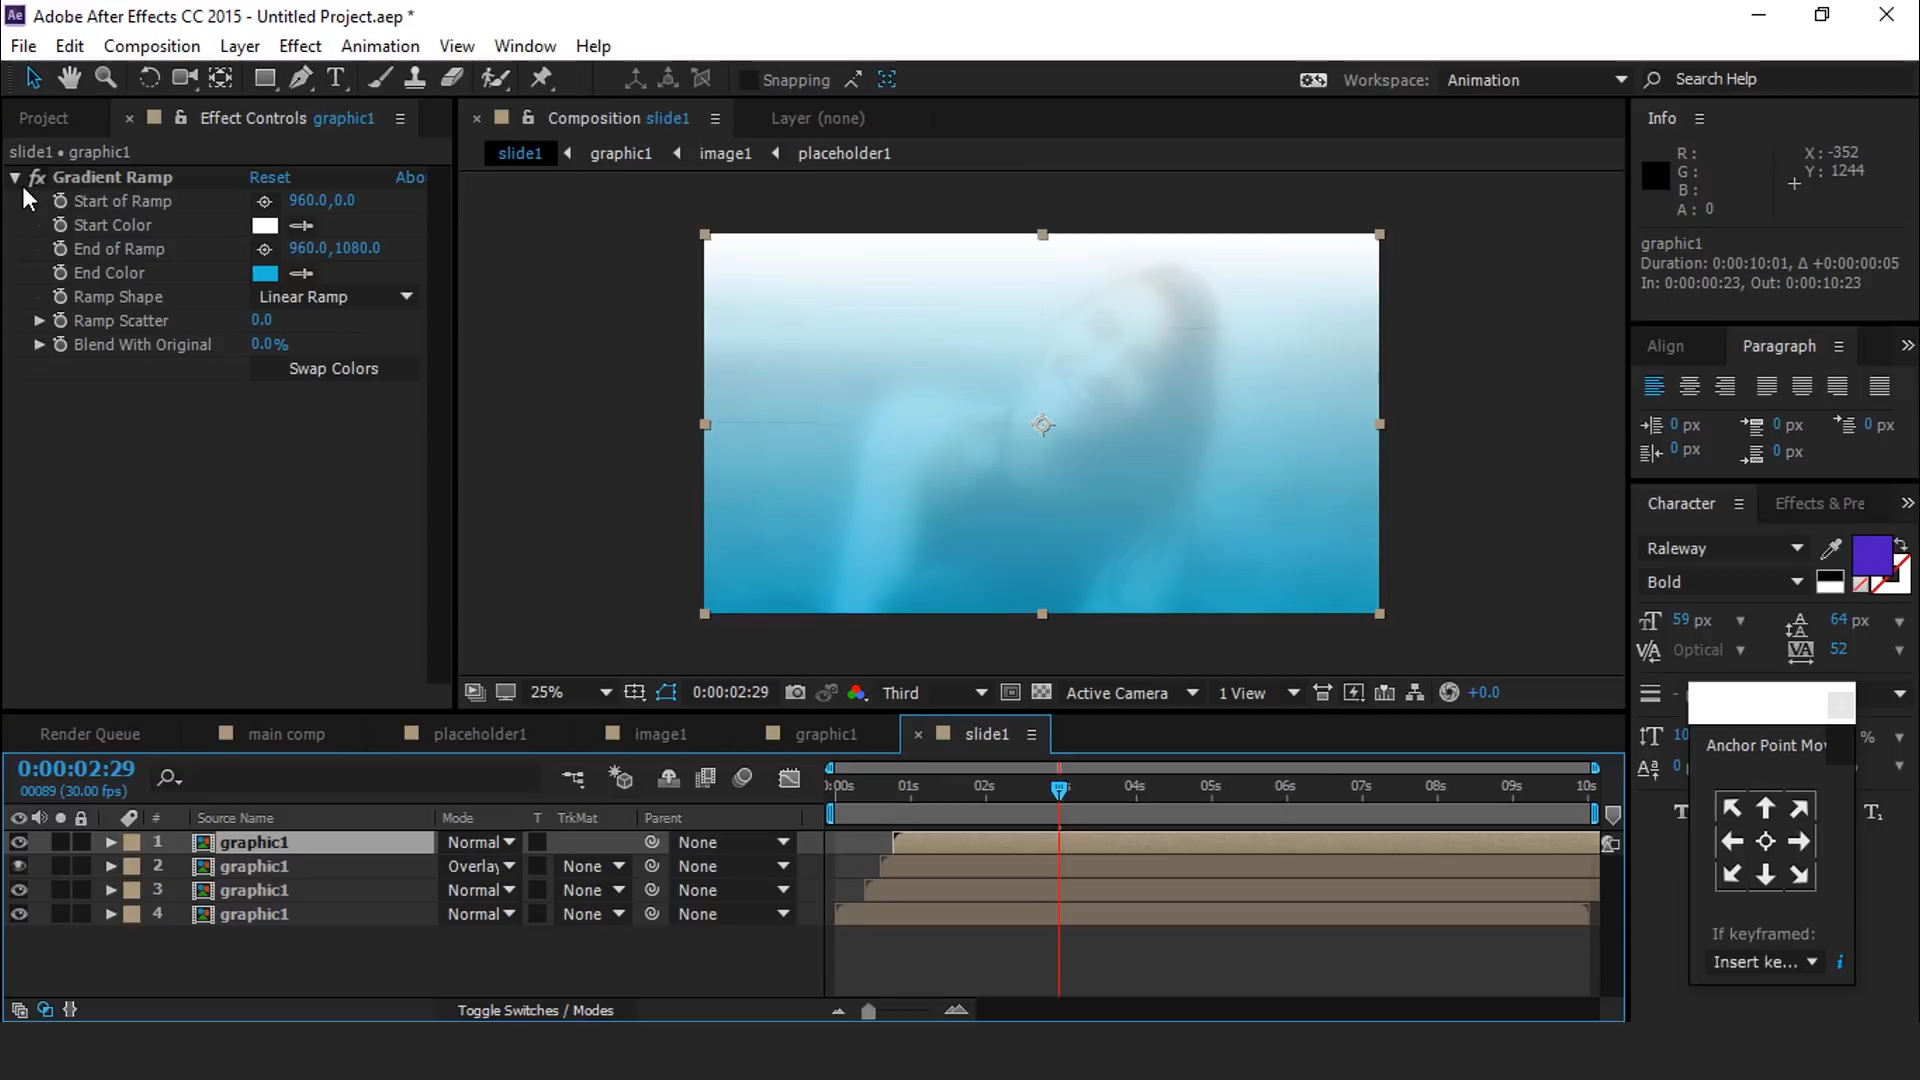 Adobe After Effects CC 2015 - Untitled Project.aep *
File Edit Composition Layer Effect Animation View Window Help
Snapping
Workspace: Animation
Search Help
Project
Effect Controls graphic1
slide1 • graphic1
Gradient Ramp Reset Abo
Start of Ramp 960.0,0.0
Start Color
End of Ramp 960.0,1080.0
End Color
Ramp Shape Linear Ramp
Ramp Scatter 0.0
Blend With Original 0.0%
Swap Colors
Composition slide1
Layer (none)
slide1 graphic1 image1 placeholder1
25% 0:00:02:29 Third Active Camera 1 View +0.0
Info
R: X: -352
G: Y: 1244
B:
A: 0
graphic1
Duration: 0:00:10:01, Δ +0:00:00:05
In: 0:00:00:23, Out: 0:00:10:23
Align Paragraph
0 px 0 px 0 px
0 px 0 px
Character Effects & Pre
Raleway
Bold
59 px 64 px
Optical 52
%
Anchor Point Mo
If keyframed:
Insert ke...
Render Queue main comp placeholder1 image1 graphic1 slide1
0:00:02:29
00089 (30.00 fps)
:00s 01s 02s 04s 05s 06s 07s 08s 09s 10s
# Source Name Mode T TrkMat Parent
1 graphic1 Normal None
2 graphic1 Overlay None None
3 graphic1 Normal None None
4 graphic1 Normal None None
Toggle Switches / Modes